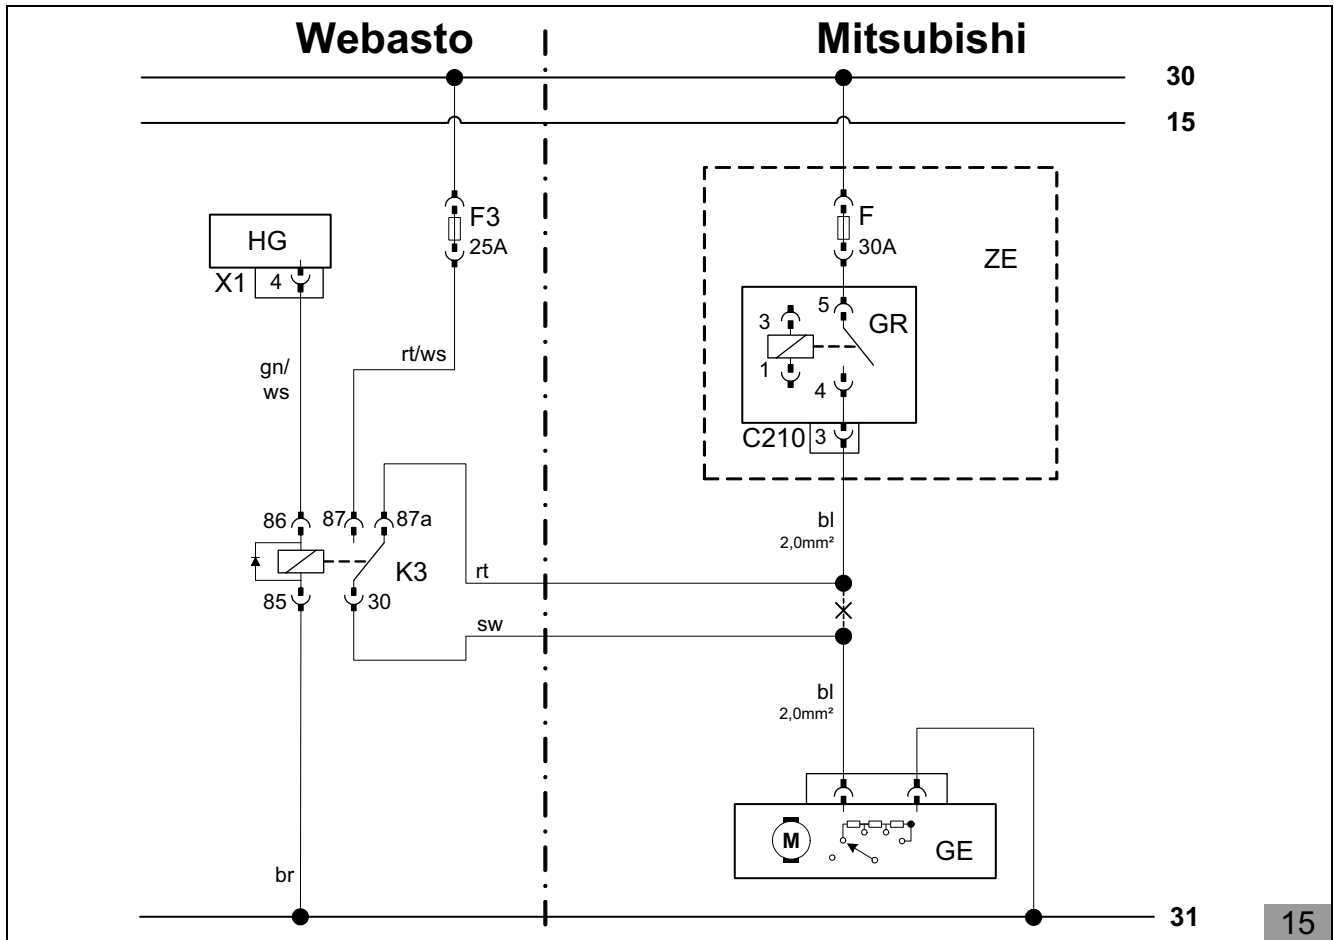 Webasto
Mitsubishi
30
15
HG
X1
4
F3
25A
F
30A
ZE
5
3
GR
1
4
C210
3
gn/
ws
rt/ws
86
87
87a
K3
85
30
rt
sw
bl
2,0mm²
bl
2,0mm²
M
GE
br
31
15